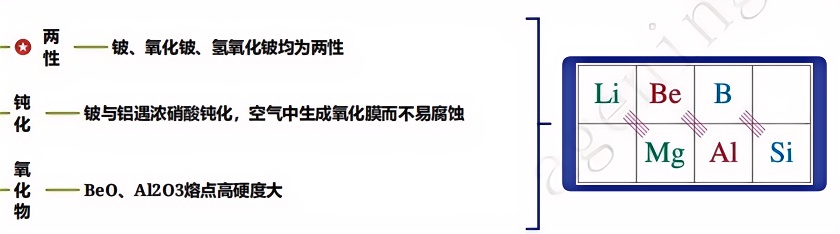 两性
铍、氧化铍、氢氧化铍均为两性
钝化
铍与铝遇浓硝酸钝化，空气中生成氧化膜而不易腐蚀
氧化物
BeO、Al2O3熔点高硬度大
Li Be B
Mg Al Si